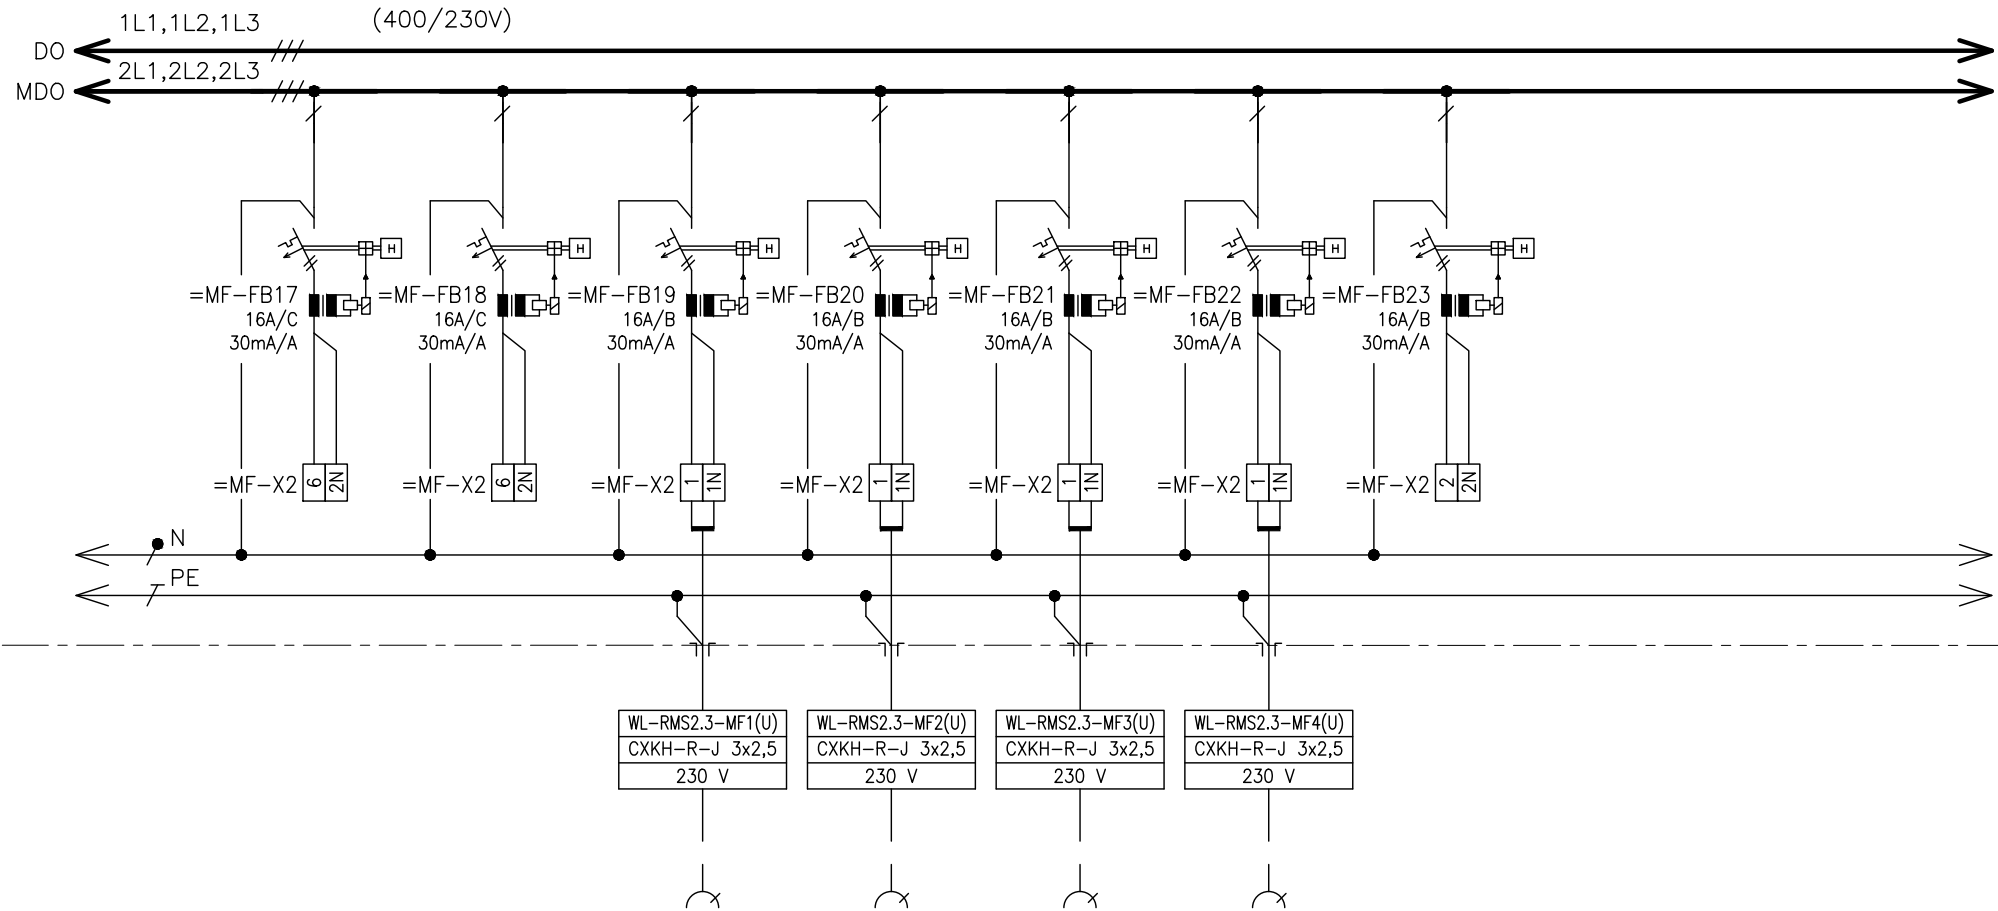 1L1,1L2,1L3 (400/230V)
DO
2L1,2L2,2L3
MDO
H H H H H H H
=MF-FB17 =MF-FB18 =MF-FB19 =MF-FB20 =MF-FB21 =MF-FB22 =MF-FB23
16A/C 16A/C 16A/B 16A/B 16A/B 16A/B 16A/B
30mA/A 30mA/A 30mA/A 30mA/A 30mA/A 30mA/A 30mA/A
=MF-X2 6 2N =MF-X2 6 2N =MF-X2 1 1N =MF-X2 1 1N =MF-X2 1 1N =MF-X2 1 1N =MF-X2 2 2N
N
PE
WL-RMS2.3-MF1(U) WL-RMS2.3-MF2(U) WL-RMS2.3-MF3(U) WL-RMS2.3-MF4(U)
CXKH-R-J 3x2,5 CXKH-R-J 3x2,5 CXKH-R-J 3x2,5 CXKH-R-J 3x2,5
230 V 230 V 230 V 230 V